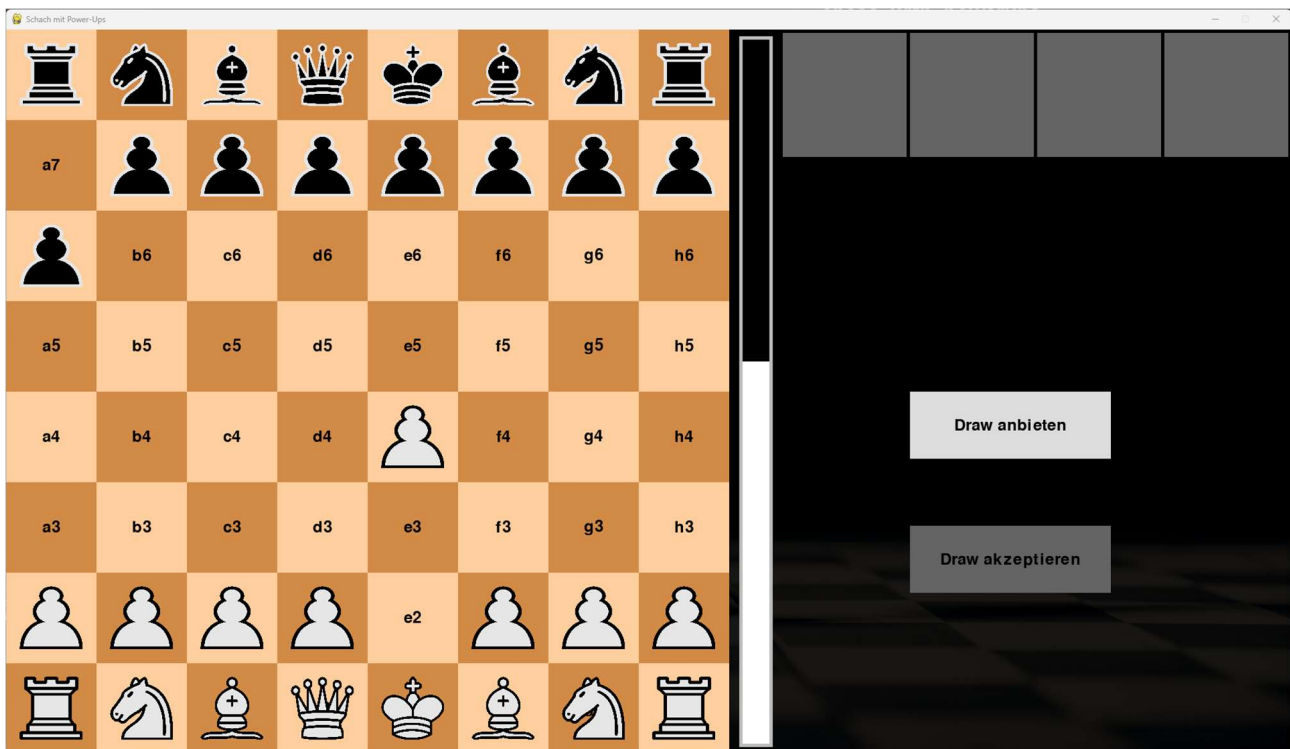 Schach mit Power-Ups
a7
b6 c6 d6 e6 f6 g6 h6
a5 b5 c5 d5 e5 f5 g5 h5
a4 b4 c4 d4 f4 g4 h4
Draw anbieten
a3 b3 c3 d3 e3 f3 g3 h3
Draw akzeptieren
e2